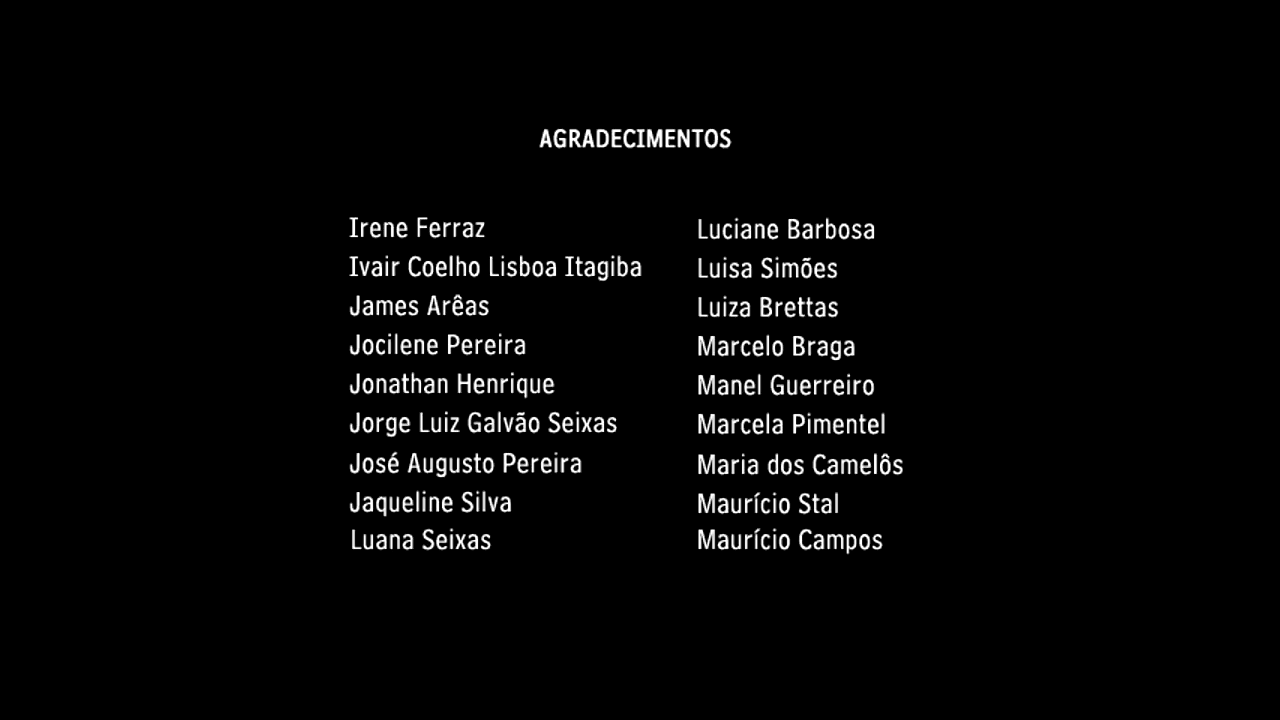 AGRADECIMENTOS
Irene Ferraz
Ivair Coelho Lisboa Itagiba
James Arêas
Jocilene Pereira
Jonathan Henrique
Jorge Luiz Galvão Seixas
José Augusto Pereira
Jaqueline Silva
Luana Seixas
Luciane Barbosa
Luisa Simões
Luiza Brettas
Marcelo Braga
Manel Guerreiro
Marcela Pimentel
Maria dos Camelôs
Maurício Stal
Maurício Campos